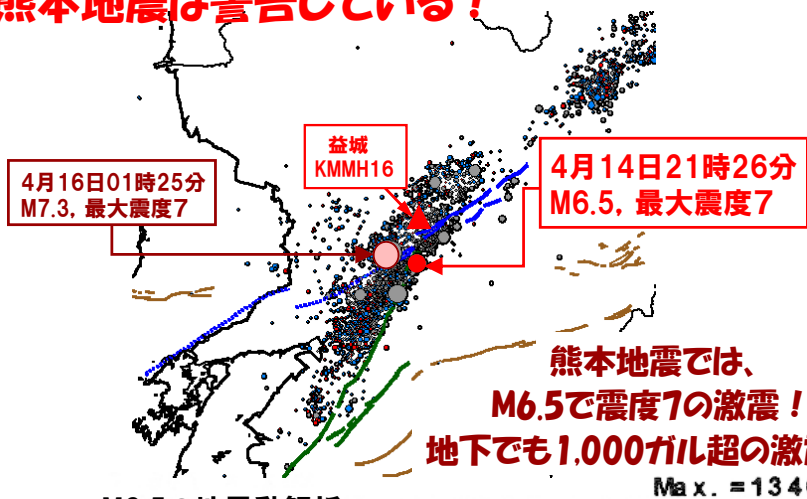 熊本地震は警告している！
益城
KMMH16
4月16日01時25分
M7.3, 最大震度7
4月14日21時26分
M6.5, 最大震度7
熊本地震では、
M6.5で震度7の激震！
地下でも1,000ガル超の激
Max. =134